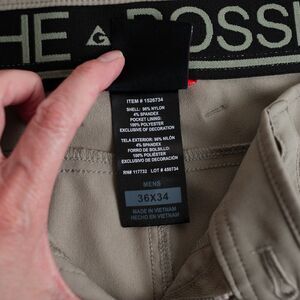 HE BOSS
ITEM # 1526734
SHELL: 96% NYLON
4% SPANDEX
POCKET LINING:
100% POLYESTER
EXCLUSIVE OF DECORATION
TELA EXTERIOR: 96% NILÓN
4% SPANDEX
FORRO DE BOLSILLO:
100% POLIÉSTER
EXCLUSIVO DE DECORACIÓN
RN# 117732 LOT # 450734
MENS
36X34
MADE IN VIETNAM
HECHO EN VIETNAM